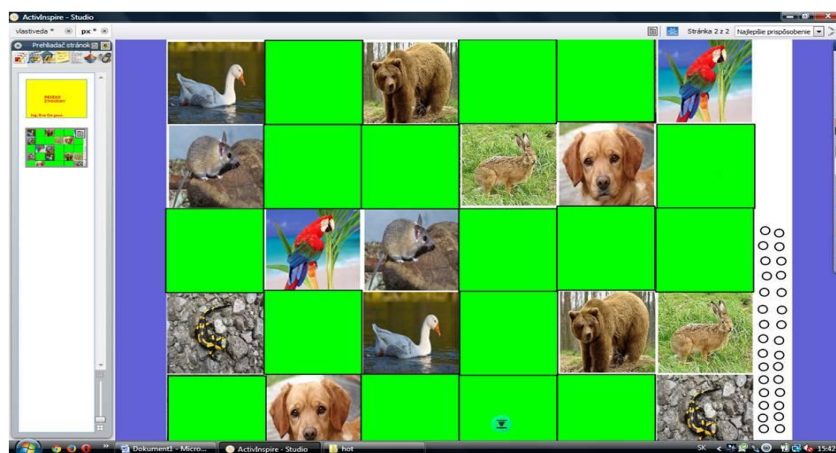 ActivInspire - Studio
vlastiveda *
px *
Stránka 2 z 2
Najlepšie prispôsobenie
Prehliadač stránok
Dokument1 - Micro...
ActivInspire - Studio
hot
SK
15:42